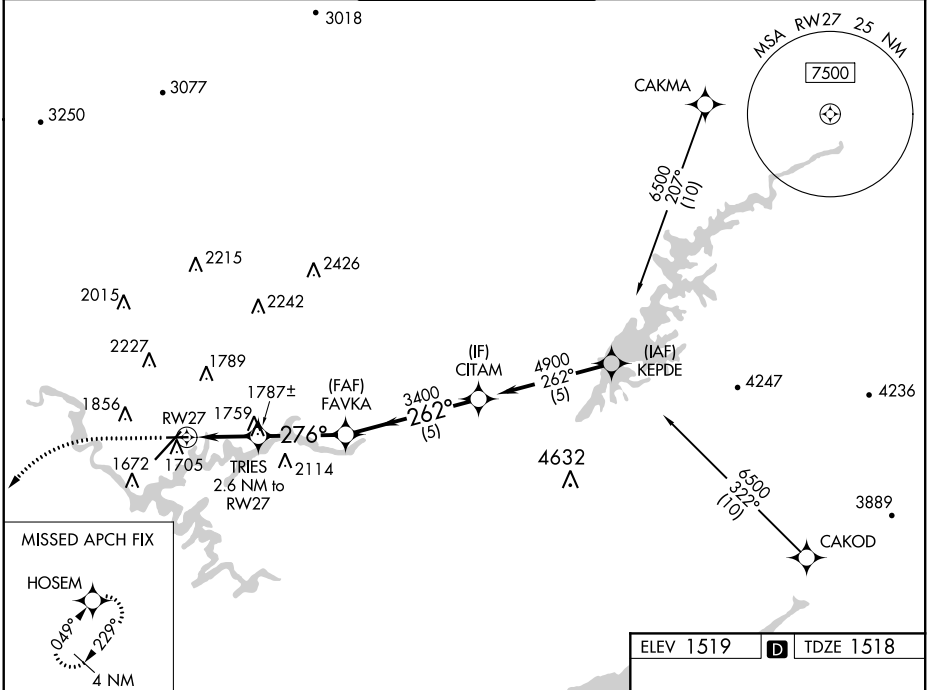 3018
3077
3250
MSA RW27 25 NM
7500
CAKMA
6500
207°
(10)
2215
2426
2015
2242
2227
1789
(IF)
CITAM
4900
262°
(5)
(IAF)
KEPDE
4247
4236
1787±
(FAF)
FAVKA
3400
262°
(5)
1856
RW27
1759
276°
1672
1705
TRIES
2.6 NM to
RW27
2114
4632
6500
322°
(10)
3889
CAKOD
MISSED APCH FIX
HOSEM
049°
229°
4 NM
ELEV 1519
D
TDZE 1518